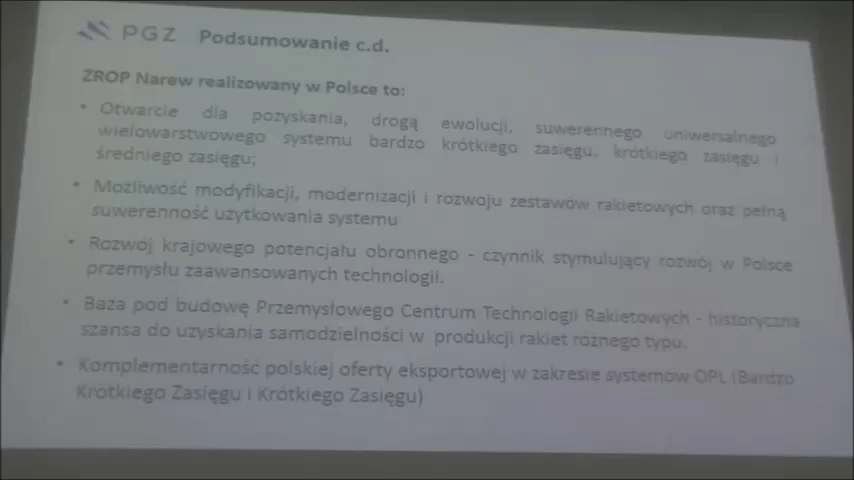 PGZ Podsumowanie c.d.
ZROP Narew realizowany w Polsce to:
• Otwarcie dla pozyskania, drogą ewolucji, suwerennego uniwersalnego
wielowarstwowego systemu bardzo krótkiego zasięgu, krótkiego zasięgu i
średniego zasięgu;
• Możliwość modyfikacji, modernizacji i rozwoju zestawów rakietowych oraz pełną
suwerenność użytkowania systemu
• Rozwój krajowego potencjału obronnego - czynnik stymulujący rozwój w Polsce
przemysłu zaawansowanych technologii.
• Baza pod budowę Przemysłowego Centrum Technologii Rakietowych - historyczna
szansa do uzyskania samodzielności w produkcji rakiet różnego typu.
• Komplementarność polskiej oferty eksportowej w zakresie systemów OPL (Bardzo
Krótkiego Zasięgu i Krótkiego Zasięgu)